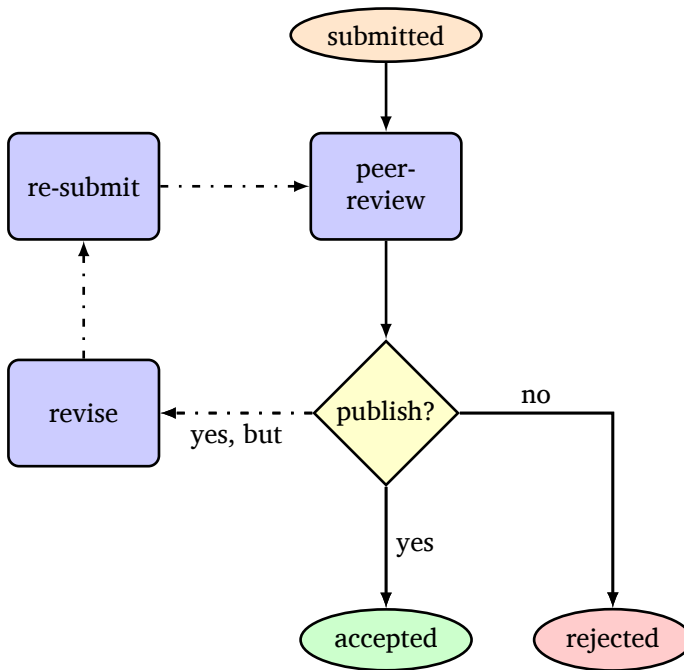 submitted
re-submit
peer-
review
revise
publish?
no
yes, but
yes
accepted
rejected